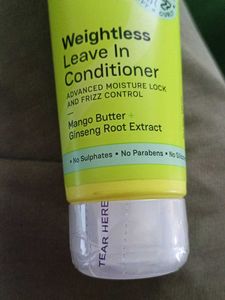 Weightless
Leave In
Conditioner
ADVANCED MOISTURE LOCK
AND FRIZZ CONTROL
Mango Butter +
Ginseng Root Extract
• No Sulphates • No Parabens • No
TEAR HERE